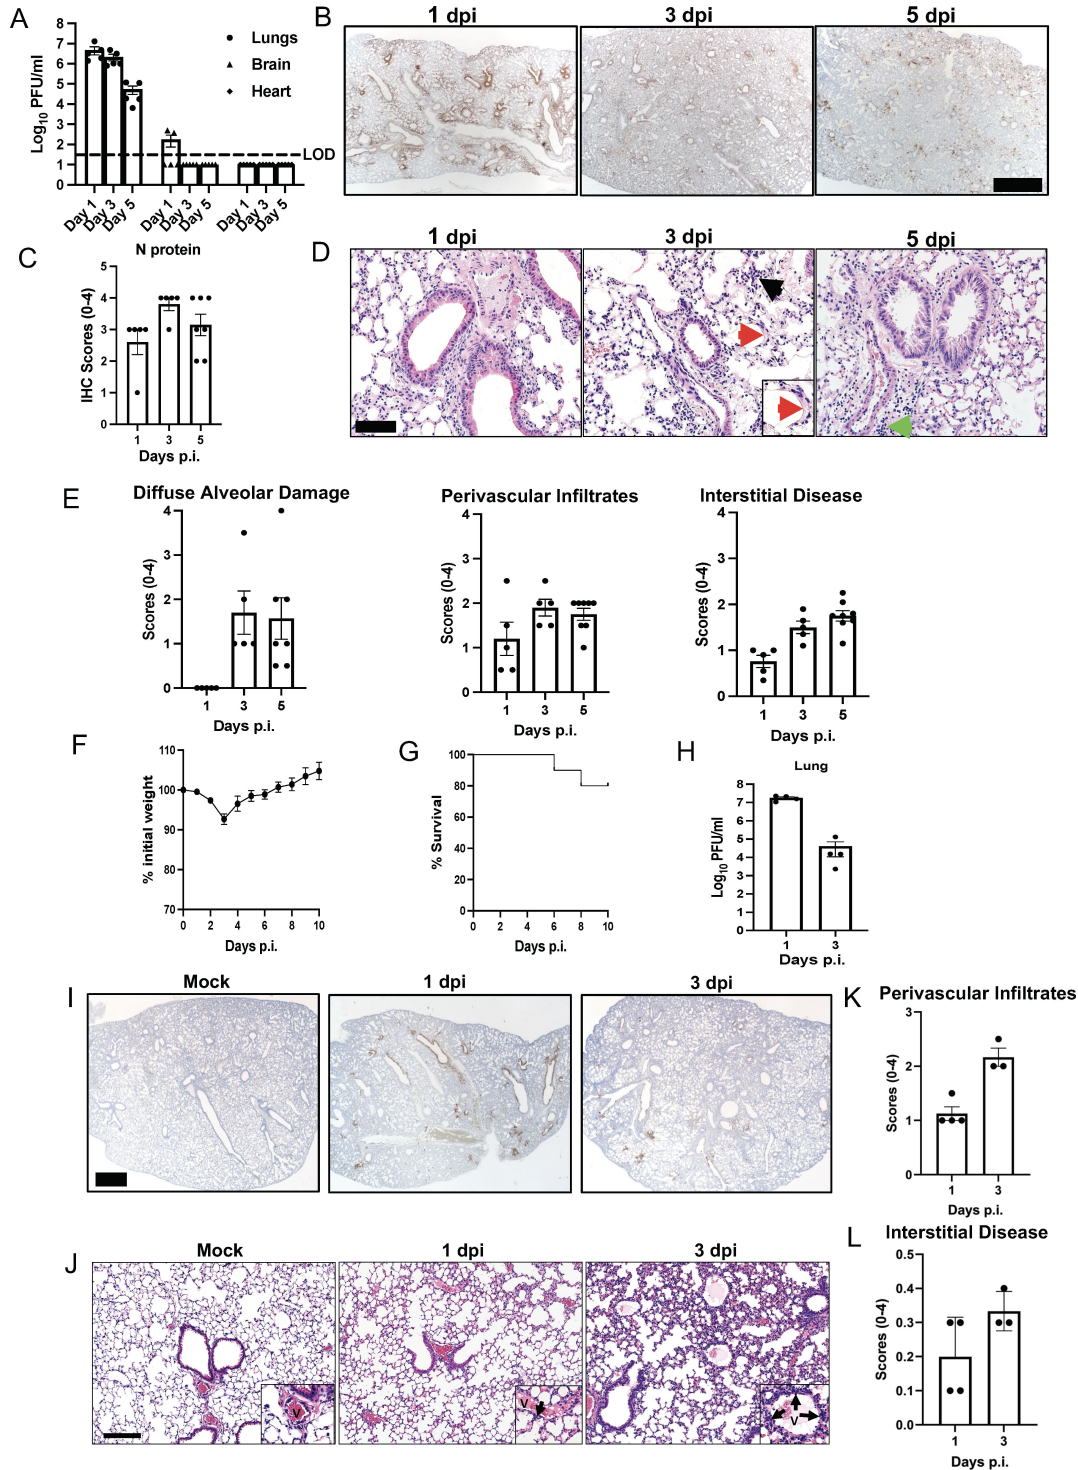 A
8
7
6
5
4
3
2
1
0
Log10 PFU/ml
Lungs
Brain
Heart
LOD
Day 1
Day 3
Day 5
Day 1
Day 3
Day 5
Day 1
Day 3
Day 5
B
1 dpi
3 dpi
5 dpi
C
N protein
5
4
3
2
1
0
IHC Scores (0-4)
1
3
5
Days p.i.
D
1 dpi
3 dpi
5 dpi
E
Diffuse Alveolar Damage
4
3
2
1
0
Scores (0-4)
1
3
5
Days p.i.
Perivascular Infiltrates
4
3
2
1
0
Scores (0-4)
1
3
5
Days p.i.
Interstitial Disease
4
3
2
1
0
Scores (0-4)
1
3
5
Days p.i.
F
110
100
90
80
70
% initial weight
0
2
4
6
8
10
Days p.i.
G
100
80
60
40
20
0
% Survival
0
2
4
6
8
10
Days p.i.
H
Lung
8
7
6
5
4
3
2
1
0
Log10 PFU/ml
1
3
Days p.i.
I
Mock
1 dpi
3 dpi
J
Mock
1 dpi
3 dpi
V
V
V
K
Perivascular Infiltrates
3
2
1
0
Scores (0-4)
1
3
Days p.i.
L
Interstitial Disease
0.5
0.4
0.3
0.2
0.1
0.0
Scores (0-4)
1
3
Days p.i.